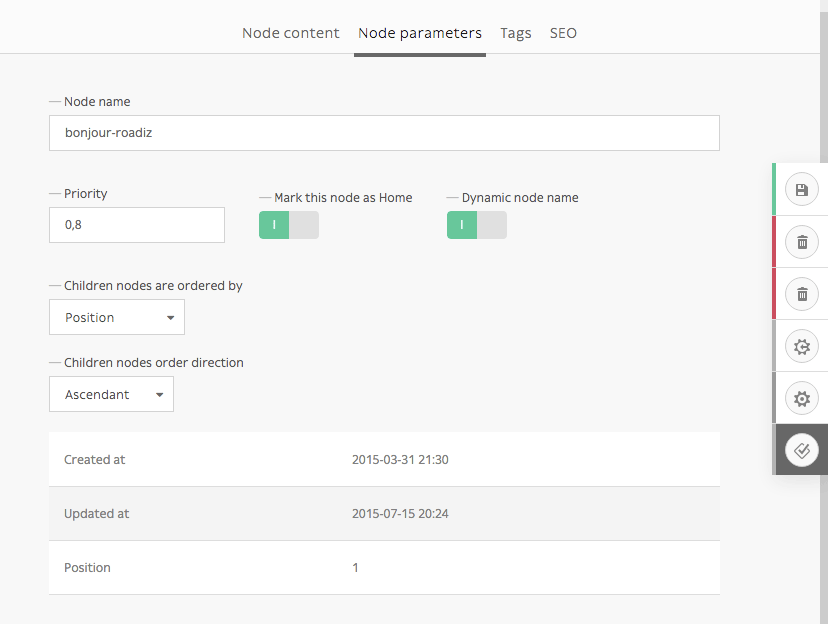 Node content Node parameters Tags SEO
— Node name
bonjour-roadiz
— Priority — Mark this node as Home — Dynamic node name
0,8
— Children nodes are ordered by
Position
— Children nodes order direction
Ascendant
Created at 2015-03-31 21:30
Updated at 2015-07-15 20:24
Position 1